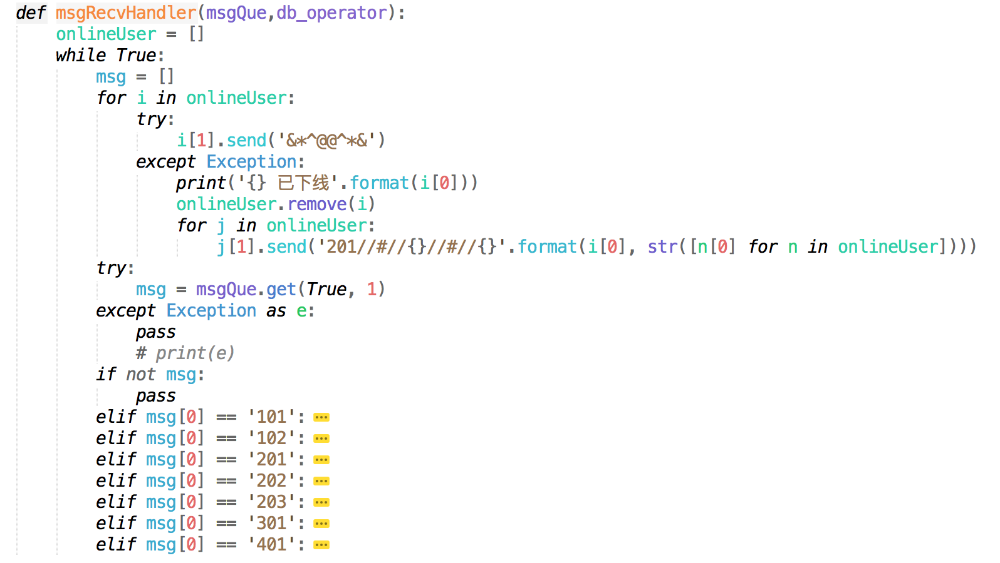 def msgRecvHandler(msgQue,db_operator):
    onlineUser = []
    while True:
        msg = []
        for i in onlineUser:
            try:
                i[1].send('&*^@@^*&')
            except Exception:
                print('{} 已下线'.format(i[0]))
                onlineUser.remove(i)
                for j in onlineUser:
                    j[1].send('201//#//{}//#//{}'.format(i[0], str([n[0] for n in onlineUser])))
        try:
            msg = msgQue.get(True, 1)
        except Exception as e:
            pass
            # print(e)
        if not msg:
            pass
        elif msg[0] == '101': ···
        elif msg[0] == '102': ···
        elif msg[0] == '201': ···
        elif msg[0] == '202': ···
        elif msg[0] == '203': ···
        elif msg[0] == '301': ···
        elif msg[0] == '401': ···